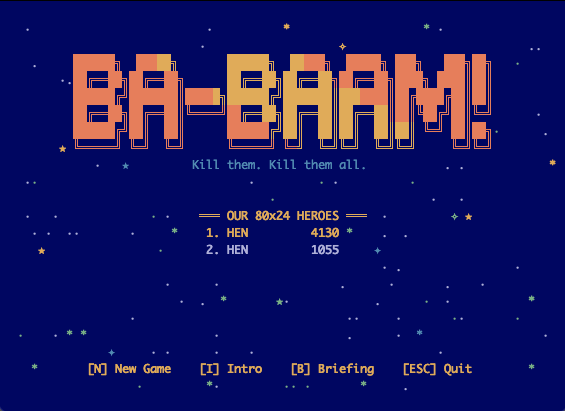 BA-BAAM!
Kill them. Kill them all.
OUR 80x24 HEROES
1. HEN 4130
2. HEN 1055
[N] New Game [I] Intro [B] Briefing [ESC] Quit